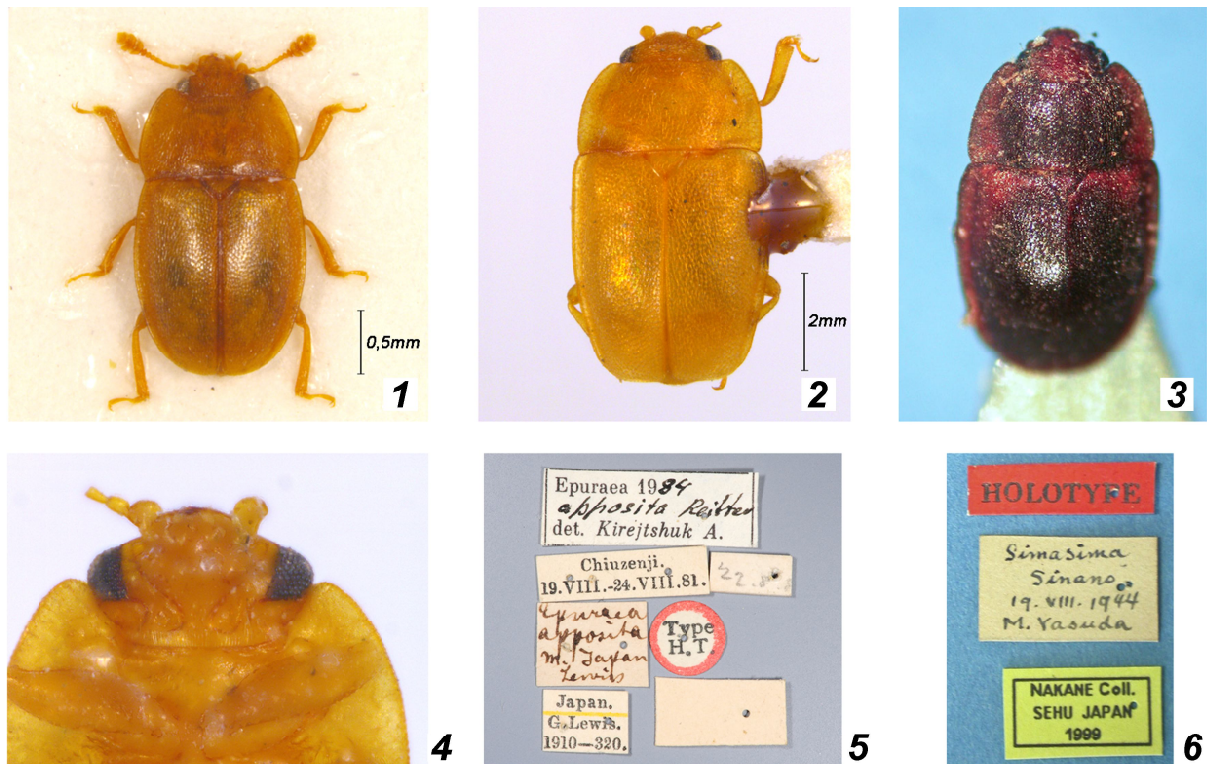 0,5mm
1
2mm
2
3
4
Epuraea 1984
apposita Reitter
det. Kirejtshuk A.
Chiuzenji.
19.VIII.-24.VIII.81.
22.
Epuraea
apposita
m. Japan
Lewis
Type
H.T.
Japan.
G.Lewis.
1910—320.
5
HOLOTYPE
Simasima
Sinano.
19. VIII. 1944
M. Yasuda
NAKANE Coll.
SEHU JAPAN
1999
6